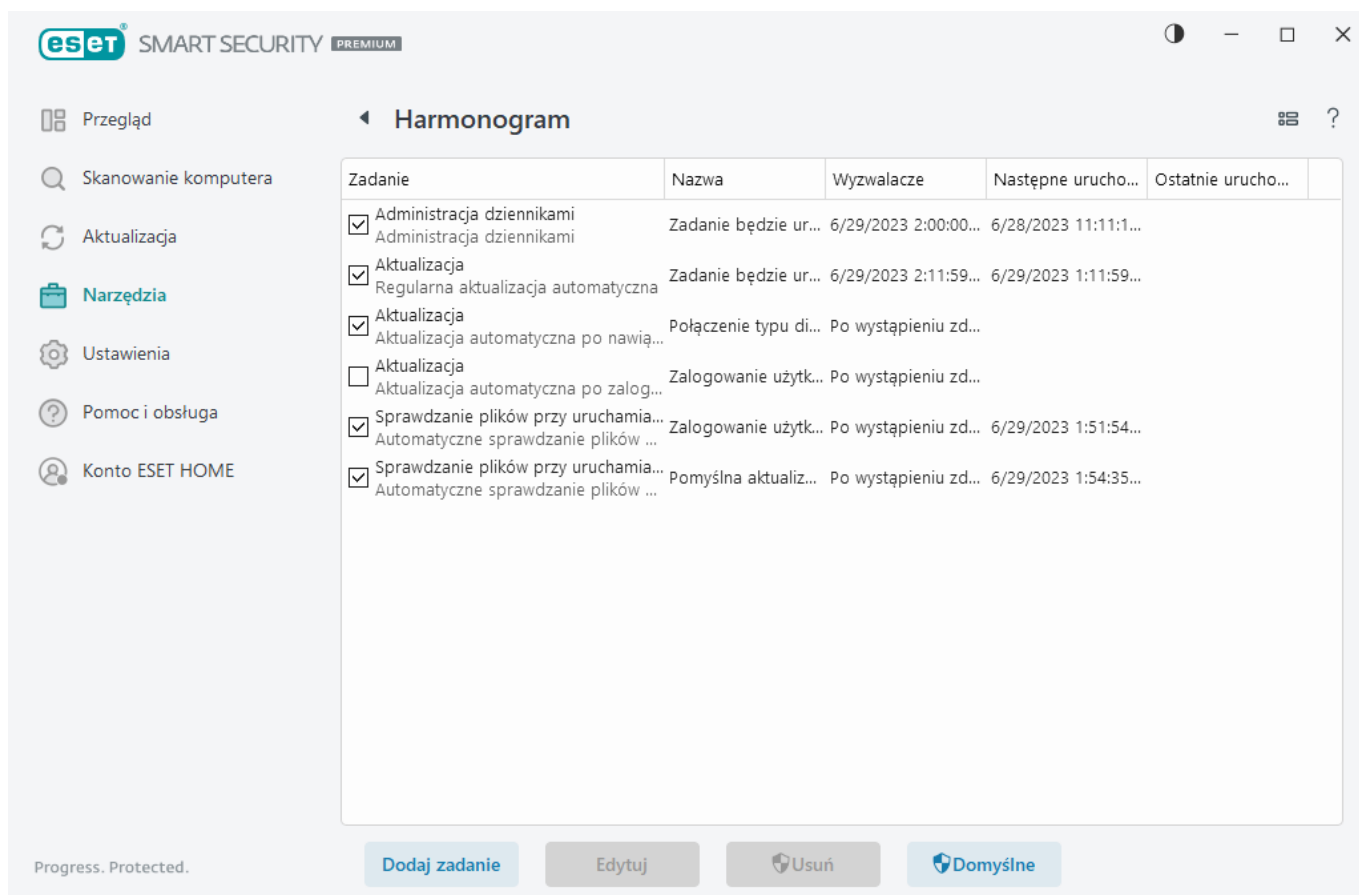 eset® SMART SECURITY PREMIUM
Przegląd
Skanowanie komputera
Aktualizacja
Narzędzia
Ustawienia
Pomoc i obsługa
Konto ESET HOME
Progress. Protected.
Harmonogram
?
Zadanie Nazwa Wyzwalacze Następne urucho... Ostatnie urucho...
Administracja dziennikami
Administracja dziennikami
Zadanie będzie ur... 6/29/2023 2:00:00... 6/28/2023 11:11:1...
Aktualizacja
Regularna aktualizacja automatyczna
Zadanie będzie ur... 6/29/2023 2:11:59... 6/29/2023 1:11:59...
Aktualizacja
Aktualizacja automatyczna po nawią...
Połączenie typu di... Po wystąpieniu zd...
Aktualizacja
Aktualizacja automatyczna po zalog...
Zalogowanie użytk... Po wystąpieniu zd...
Sprawdzanie plików przy uruchamia...
Automatyczne sprawdzanie plików ...
Zalogowanie użytk... Po wystąpieniu zd... 6/29/2023 1:51:54...
Sprawdzanie plików przy uruchamia...
Automatyczne sprawdzanie plików ...
Pomyślna aktualiz... Po wystąpieniu zd... 6/29/2023 1:54:35...
Dodaj zadanie Edytuj Usuń Domyślne